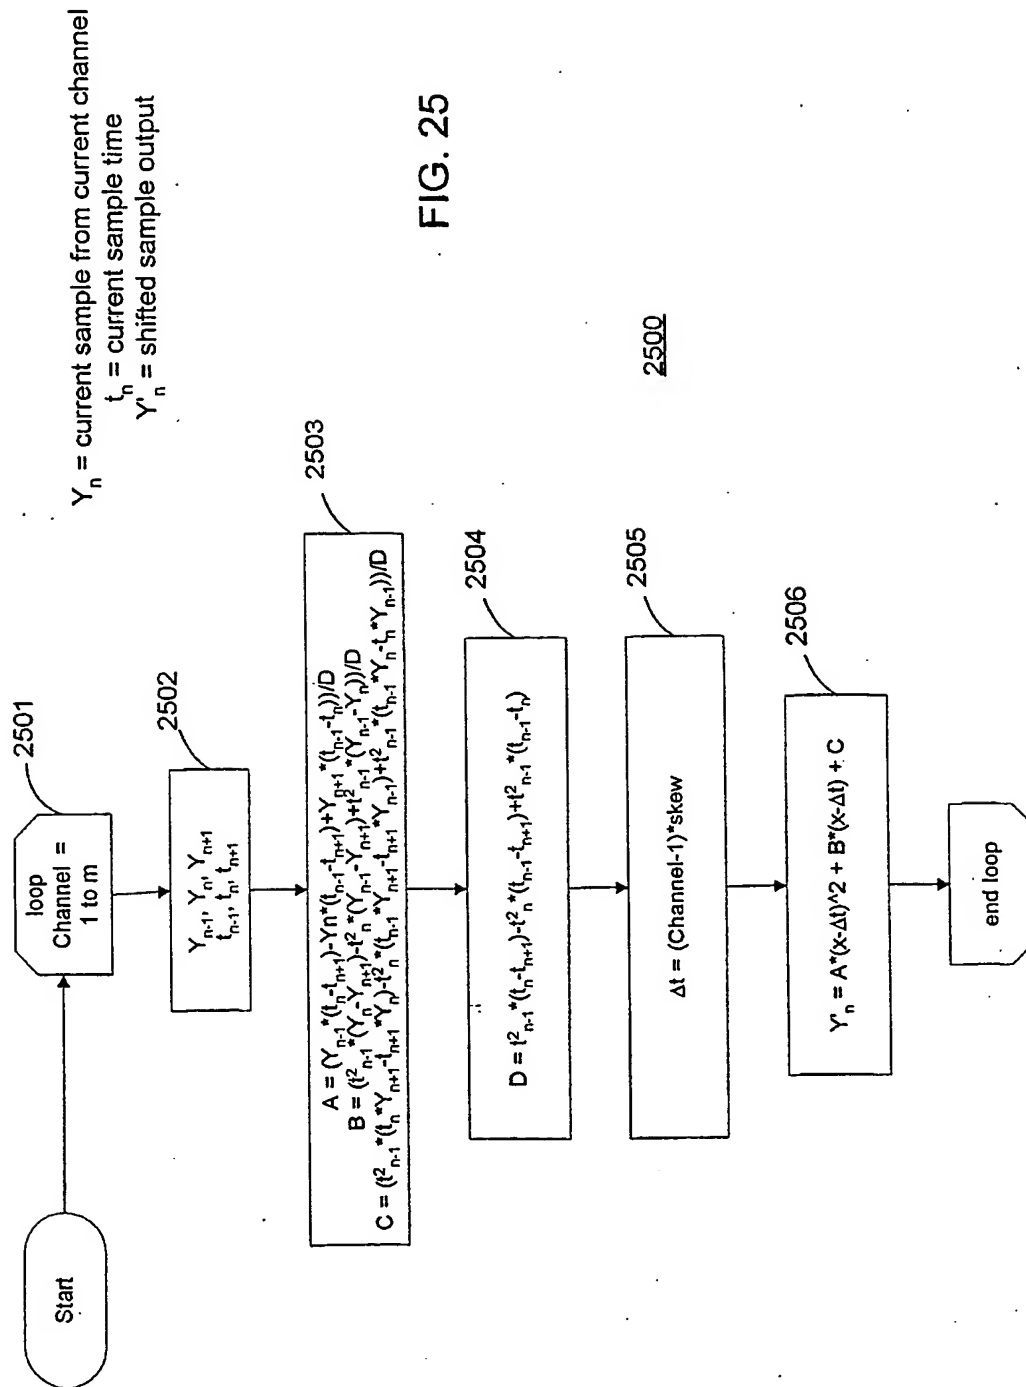 Yₙ = current sample from current channel
tₙ = current sample time
Y'ₙ = shifted sample output
Start
2501
loop
Channel =
1 to m
2502
Yₙ₋₁, Yₙ, Yₙ₊₁
tₙ₋₁, tₙ, tₙ₊₁
2503
A = (Yₙ₋₁*(tₙ-tₙ₊₁)-Yn*(tₙ₋₁-tₙ₊₁)+Yₙ₊₁*(tₙ₋₁-tₙ))/D
B = (t²ₙ₋₁*(Yₙ-Yₙ₊₁)-t²ₙ*(Yₙ₋₁-Yₙ₊₁)+t²ₙ₋₁*(Yₙ₋₁-Yₙ))/D
C = (t²ₙ₋₁*(tₙ*Yₙ₊₁-tₙ₊₁*Yₙ)-t²ₙ*(tₙ₋₁*Yₙ₊₁-tₙ₊₁*Yₙ₋₁)+t²ₙ₋₁*(tₙ₋₁*Yₙ-tₙ*Yₙ₋₁))/D
2504
D = t²ₙ₋₁*(tₙ-tₙ₊₁)-t²ₙ*(tₙ₋₁-tₙ₊₁)+t²ₙ₋₁*(tₙ₋₁-tₙ)
2505
Δt = (Channel-1)*skew
2506
Y'ₙ = A*(x-Δt)^2 + B*(x-Δt) + C
end loop
2500
FIG. 25